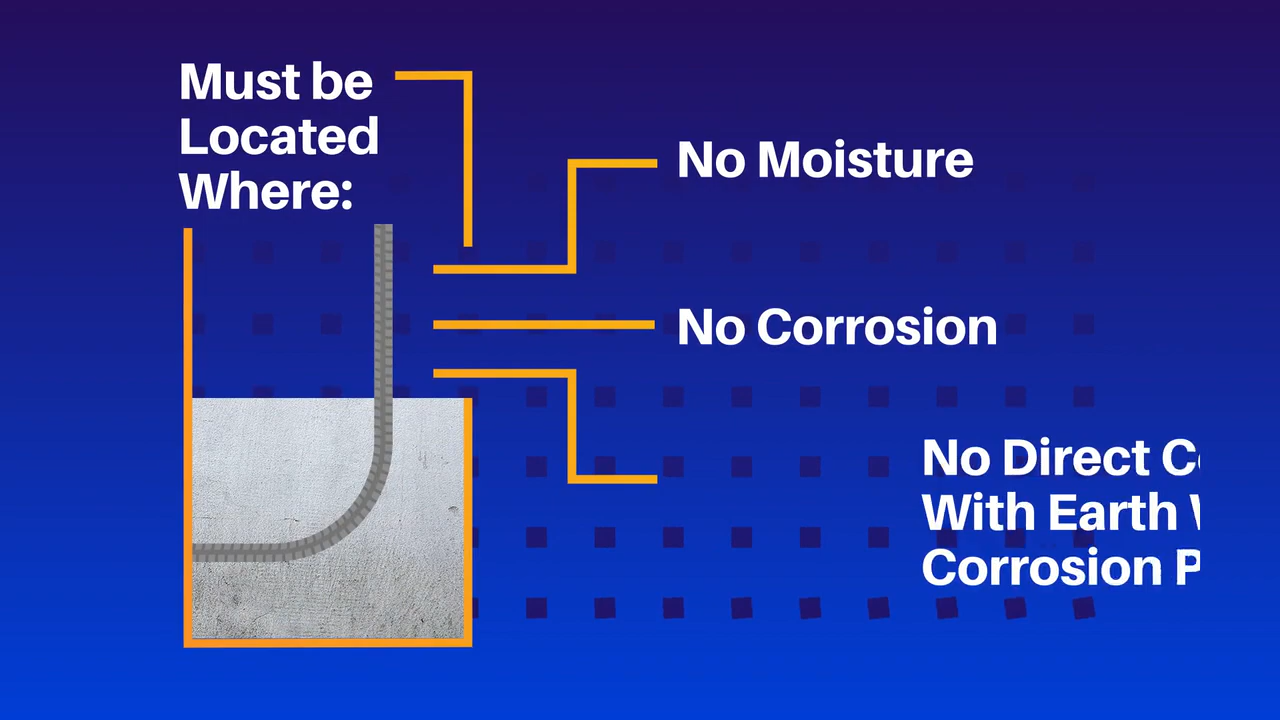 Must be
Located
Where:
No Moisture
No Corrosion
No Direct
With Earth
Corrosion